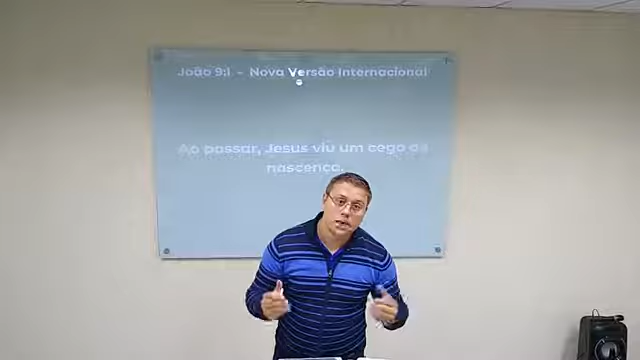 João 9:1 - Nova Versão Internacional
Ao passar, Jesus viu um cego de
nascença.